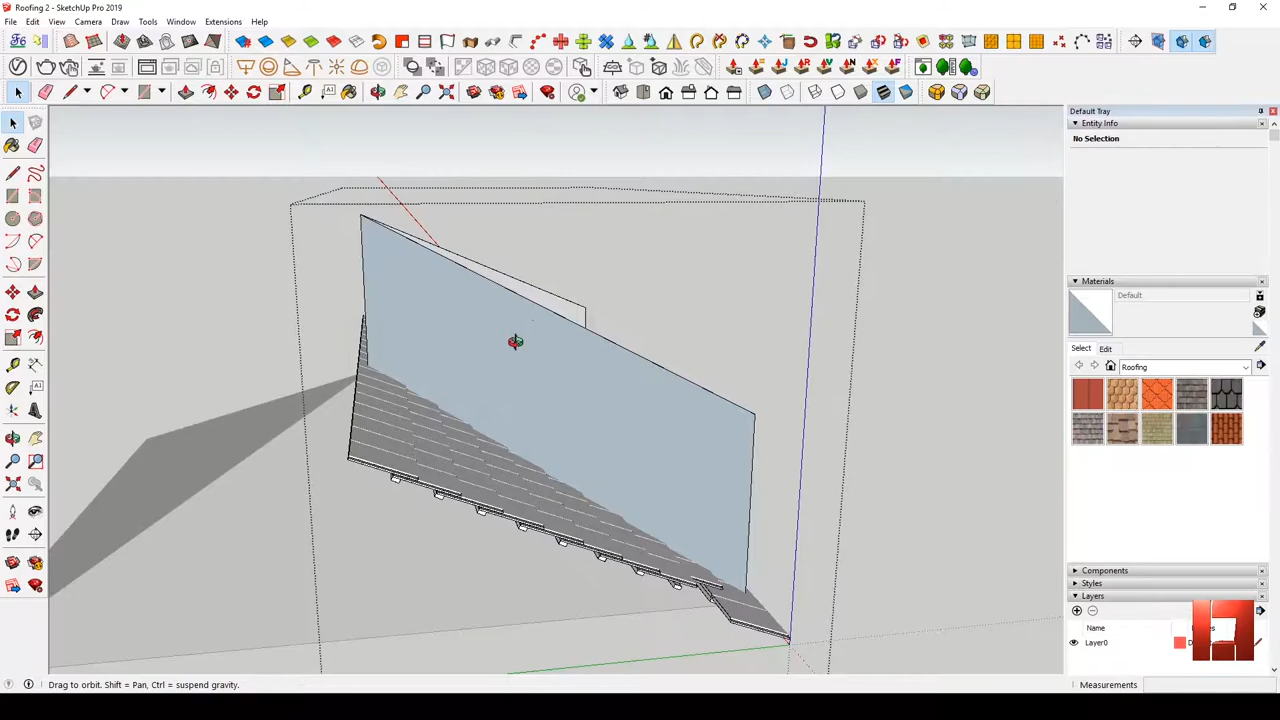 Roofing 2 - SketchUp Pro 2019
File Edit View Camera Draw Tools Window Extensions Help
Default Tray
Entity Info
No Selection
Materials
Default
Select Edit
Roofing
Components
Styles
Layers
Name
Layer0
Drag to orbit. Shift = Pan, Ctrl = suspend gravity.
Measurements